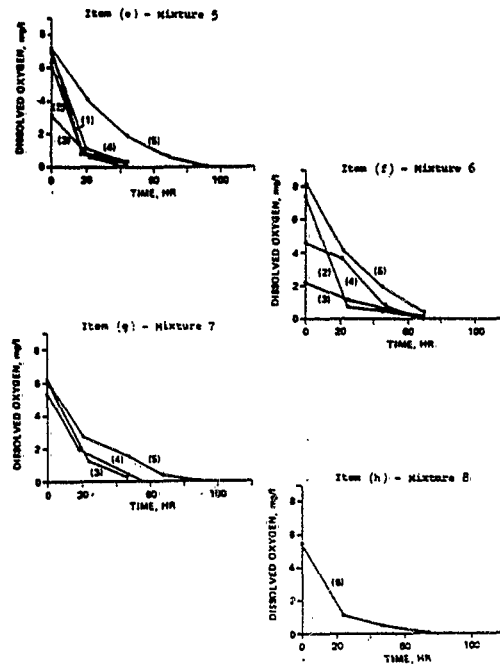 Item (e) - Mixture 5
DISSOLVED OXYGEN, mg/l
8
6
4
2
0
(2)
(1)
(3)
(4)
(5)
0 20 60 100
TIME, HR
Item (f) - Mixture 6
DISSOLVED OXYGEN, mg/l
8
6
4
2
0
(2)
(4)
(5)
(3)
0 20 60 100
TIME, HR
Item (g) - Mixture 7
DISSOLVED OXYGEN, mg/l
8
6
4
2
0
(4)
(5)
(3)
0 20 60 100
TIME, HR
Item (h) - Mixture 8
DISSOLVED OXYGEN, mg/l
8
6
4
2
0
0 20 60 100
TIME, HR